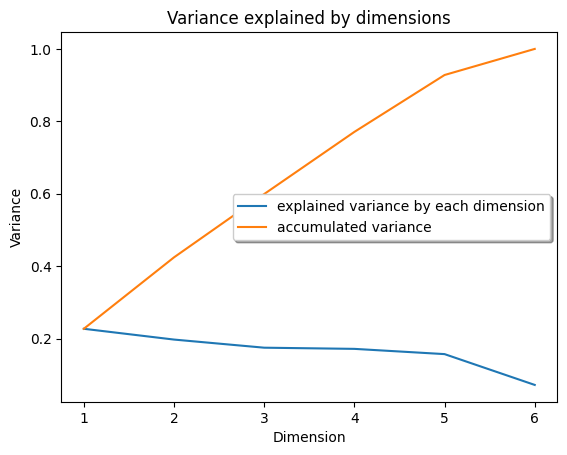 Variance explained by dimensions
Variance
1.0
0.8
0.6
0.4
0.2
explained variance by each dimension
accumulated variance
1 2 3 4 5 6
Dimension